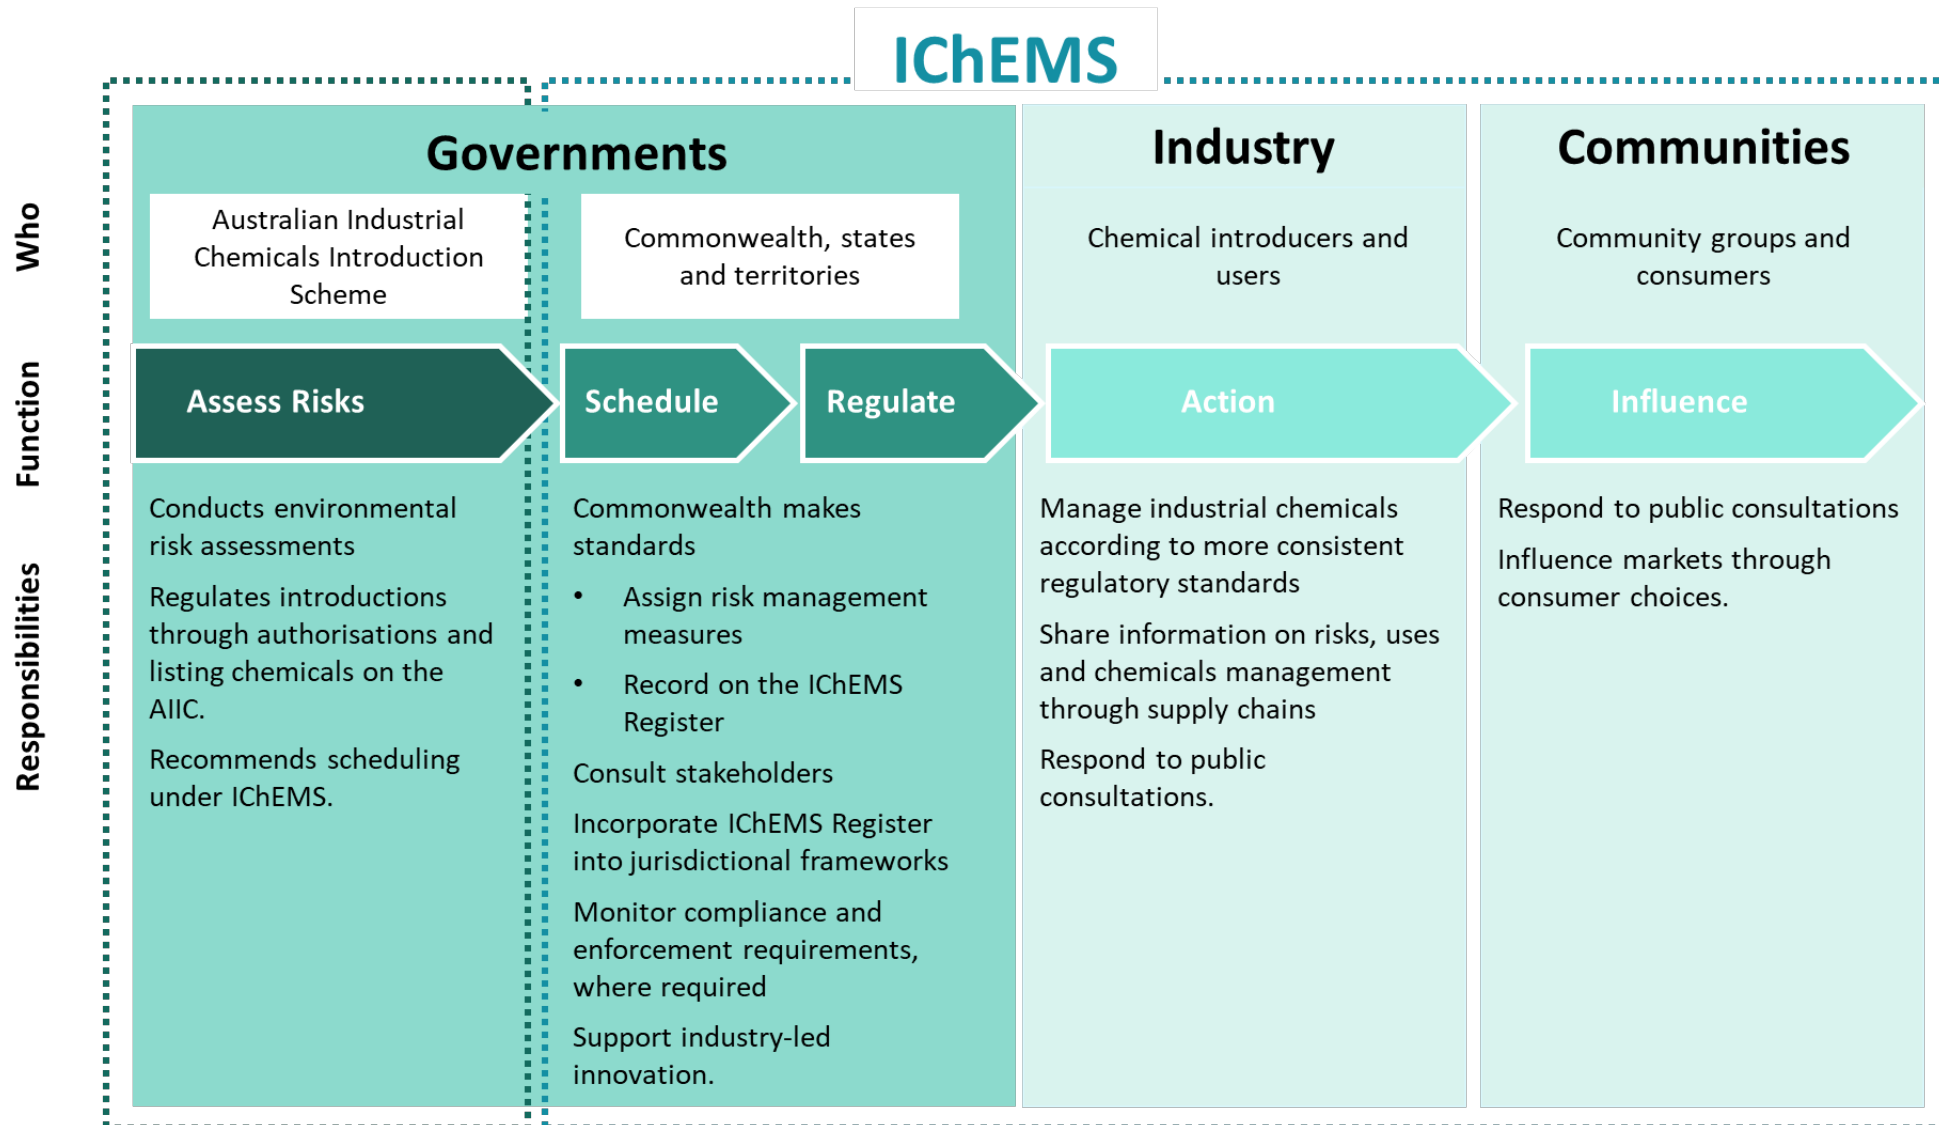 IChEMS
Governments
Industry
Communities
Who
Australian Industrial
Chemicals Introduction
Scheme
Commonwealth, states
and territories
Chemical introducers and
users
Community groups and
consumers
Function
Assess Risks
Schedule
Regulate
Action
Influence
Responsibilities
Conducts environmental
risk assessments
Regulates introductions
through authorisations and
listing chemicals on the
AIIC.
Recommends scheduling
under IChEMS.
Commonwealth makes
standards
• Assign risk management
measures
• Record on the IChEMS
Register
Consult stakeholders
Incorporate IChEMS Register
into jurisdictional frameworks
Monitor compliance and
enforcement requirements,
where required
Support industry-led
innovation.
Manage industrial chemicals
according to more consistent
regulatory standards
Share information on risks, uses
and chemicals management
through supply chains
Respond to public
consultations.
Respond to public consultations
Influence markets through
consumer choices.